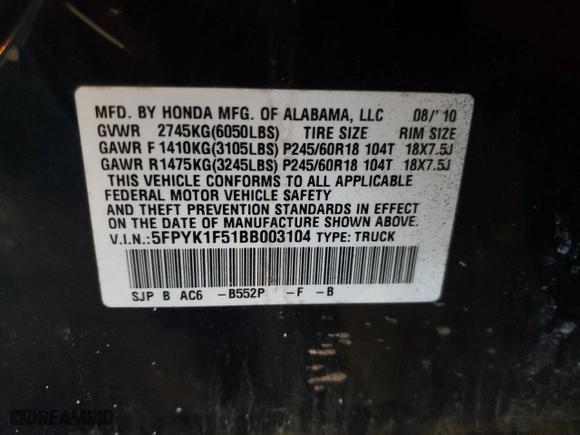 MFD. BY HONDA MFG. OF ALABAMA, LLC 08/'10
GVWR 2745KG(6050LBS) TIRE SIZE RIM SIZE
GAWR F 1410KG(3105LBS) P245/60R18 104T 18X7.5J
GAWR R 1475KG(3245LBS) P245/60R18 104T 18X7.5J
THIS VEHICLE CONFORMS TO ALL APPLICABLE
FEDERAL MOTOR VEHICLE SAFETY
AND THEFT PREVENTION STANDARDS IN EFFECT
ON THE DATE OF MANUFACTURE SHOWN ABOVE.
V.I.N.: 5FPYK1F51BB003104 TYPE: TRUCK
SJP B AC6 -B552P -F -B
DREAMBID